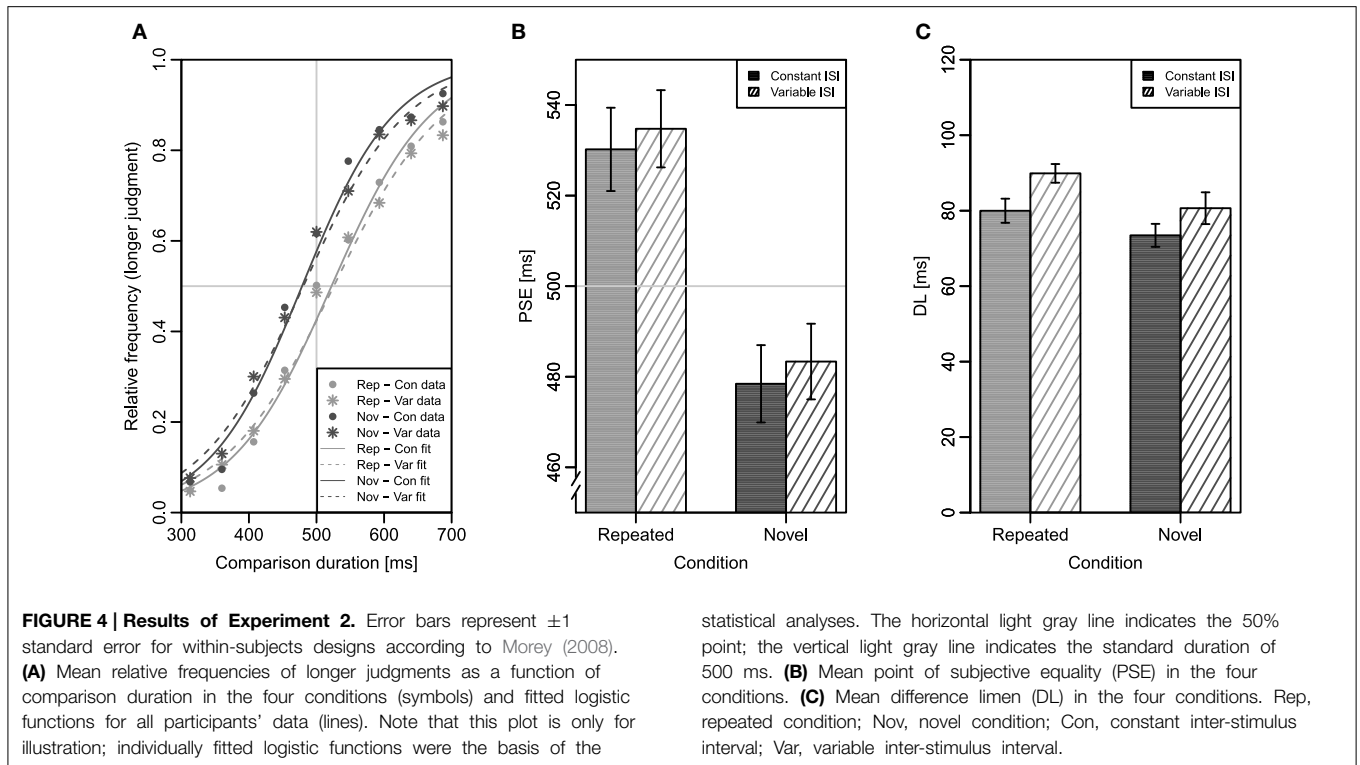 A
Relative frequency (longer judgment)
1.0
0.8
0.6
0.4
0.2
0.0
300 400 500 600 700
Comparison duration [ms]
Rep – Con data
Rep – Var data
Nov – Con data
Nov – Var data
Rep – Con fit
Rep – Var fit
Nov – Con fit
Nov – Var fit
B
PSE [ms]
540
520
500
480
460
Constant ISI
Variable ISI
Repeated Novel
Condition
C
DL [ms]
120
100
80
60
40
20
0
Constant ISI
Variable ISI
Repeated Novel
Condition
FIGURE 4 | Results of Experiment 2. Error bars represent ±1
standard error for within-subjects designs according to Morey (2008).
(A) Mean relative frequencies of longer judgments as a function of
comparison duration in the four conditions (symbols) and fitted logistic
functions for all participants' data (lines). Note that this plot is only for
illustration; individually fitted logistic functions were the basis of the
statistical analyses. The horizontal light gray line indicates the 50%
point; the vertical light gray line indicates the standard duration of
500 ms. (B) Mean point of subjective equality (PSE) in the four
conditions. (C) Mean difference limen (DL) in the four conditions. Rep,
repeated condition; Nov, novel condition; Con, constant inter-stimulus
interval; Var, variable inter-stimulus interval.